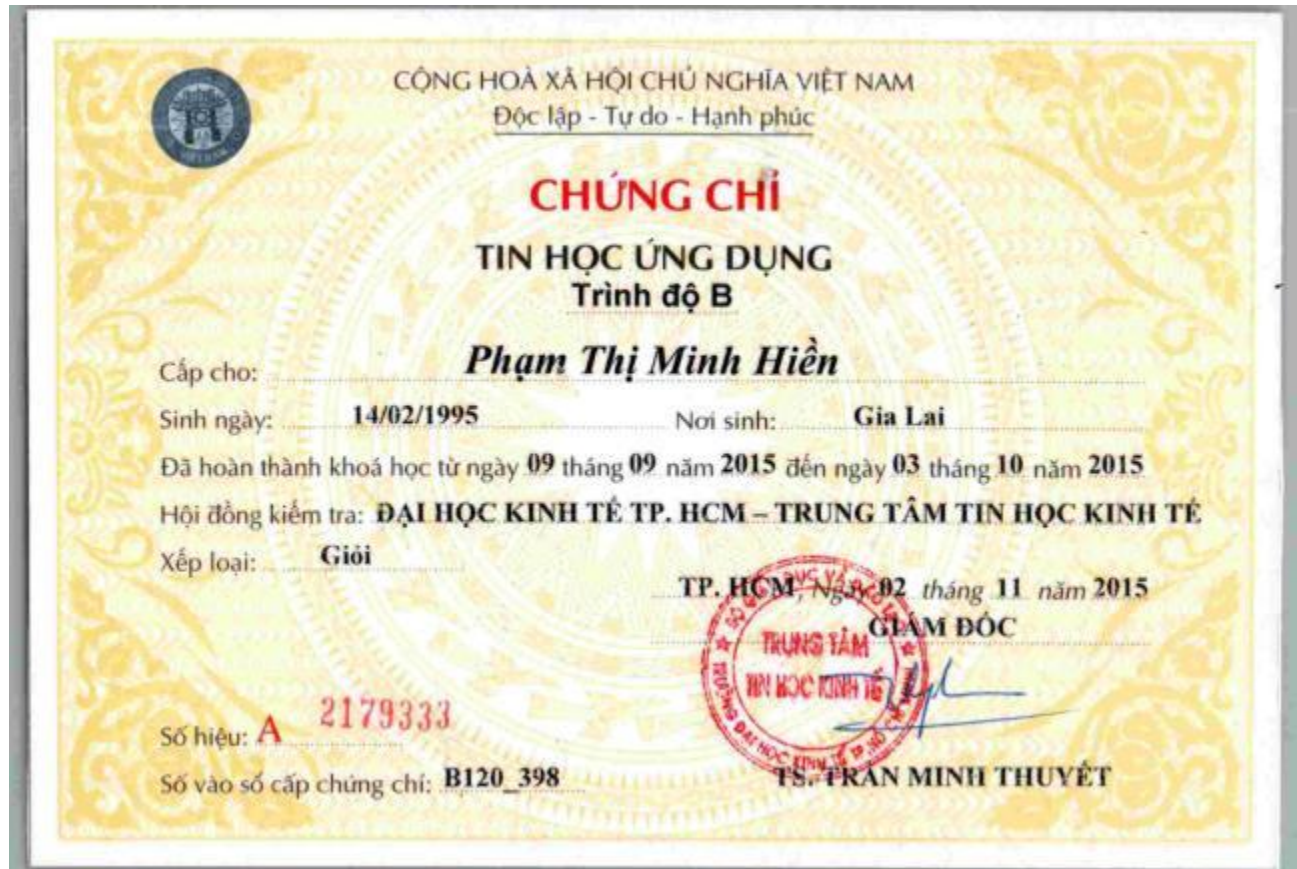 CỘNG HOÀ XÃ HỘI CHỦ NGHĨA VIỆT NAM
Độc lập - Tự do - Hạnh phúc
CHỨNG CHỈ
TIN HỌC ỨNG DỤNG
Trình độ B
Cấp cho: Phạm Thị Minh Hiền
Sinh ngày: 14/02/1995 Nơi sinh: Gia Lai
Đã hoàn thành khoá học từ ngày 09 tháng 09 năm 2015 đến ngày 03 tháng 10 năm 2015
Hội đồng kiểm tra: ĐẠI HỌC KINH TẾ TP. HCM – TRUNG TÂM TIN HỌC KINH TẾ
Xếp loại: Giỏi
TP. HCM, Ngày 02 tháng 11 năm 2015
GIÁM ĐỐC
TRUNG TÂM
Số hiệu: A 2179333
Số vào sổ cấp chứng chỉ: B120_398
TS. TRẦN MINH THUYẾT